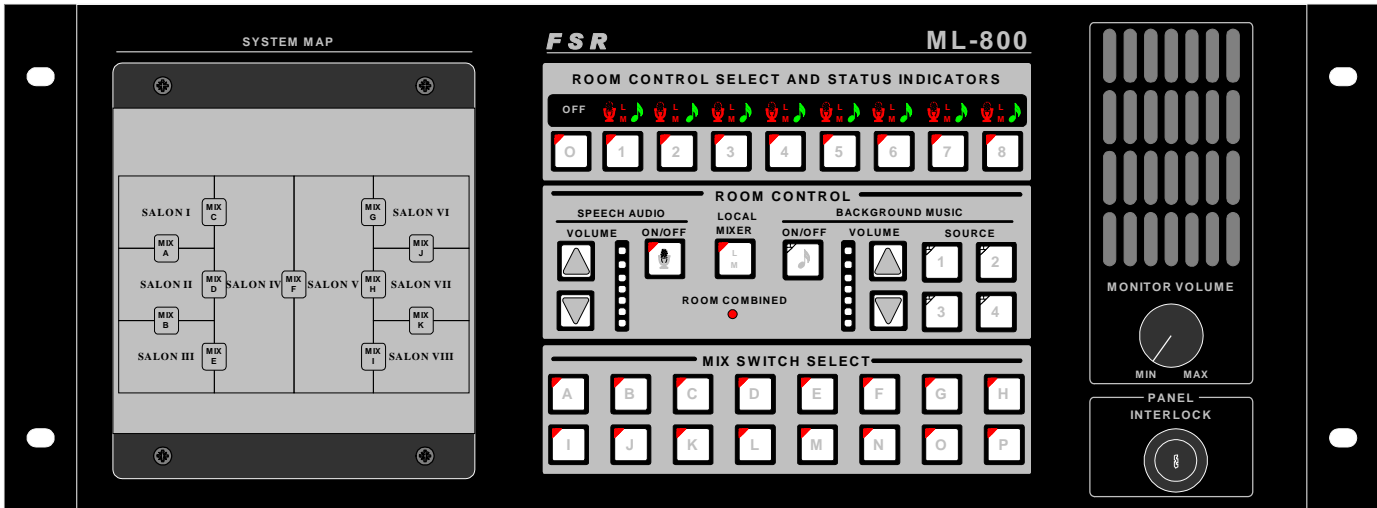 SYSTEM MAP
SALON I
MIX
C
MIX
G
SALON VI
MIX
A
MIX
J
SALON II
MIX
D
SALON IV
MIX
F
SALON V
MIX
H
SALON VII
MIX
B
MIX
K
SALON III
MIX
E
MIX
I
SALON VIII
FSR
ML-800
ROOM CONTROL SELECT AND STATUS INDICATORS
OFF
L M L M L M L M L M L M L M L M
O 1 2 3 4 5 6 7 8
ROOM CONTROL
SPEECH AUDIO
VOLUME
ON/OFF
LOCAL
MIXER
L
M
BACKGROUND MUSIC
ON/OFF
VOLUME
SOURCE
1 2
3 4
ROOM COMBINED
MIX SWITCH SELECT
A B C D E F G H
I J K L M N O P
MONITOR VOLUME
MIN MAX
PANEL
INTERLOCK